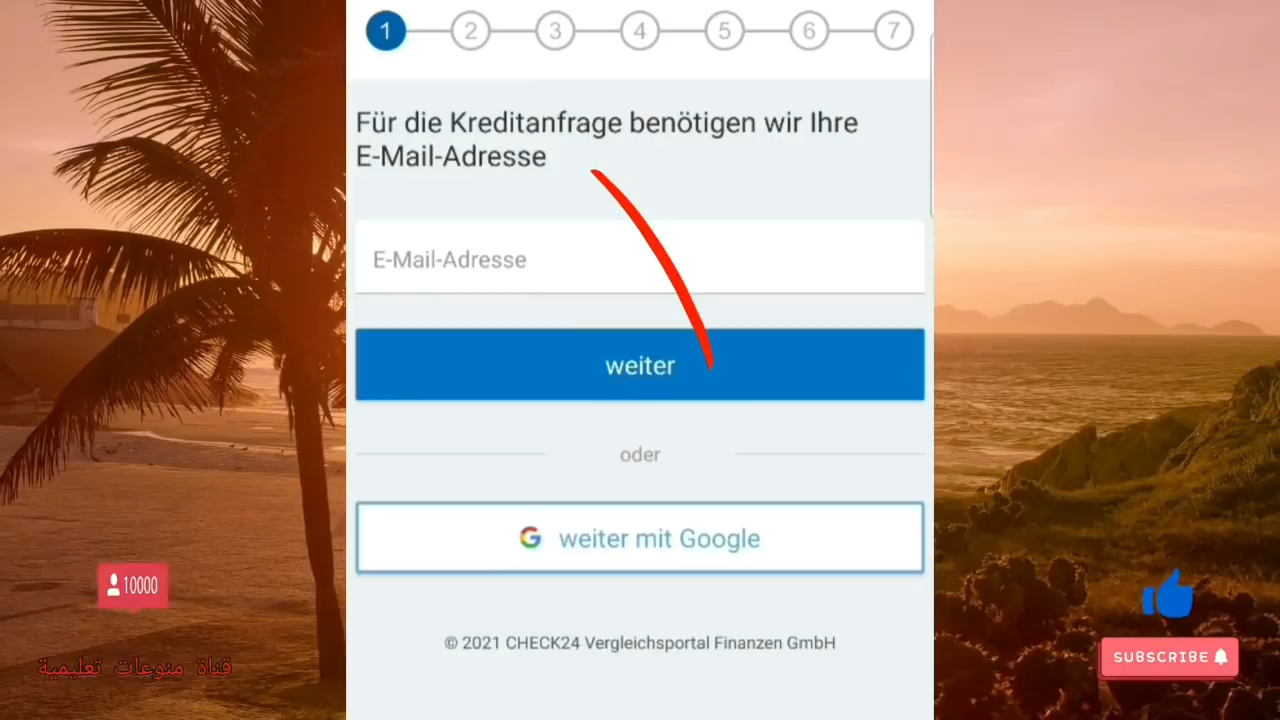 1 2 3 4 5 6 7
Für die Kreditanfrage benötigen wir Ihre
E-Mail-Adresse
E-Mail-Adresse
weiter
oder
weiter mit Google
© 2021 CHECK24 Vergleichsportal Finanzen GmbH
10000
قناة منوعات تعليمية
SUBSCRIBE